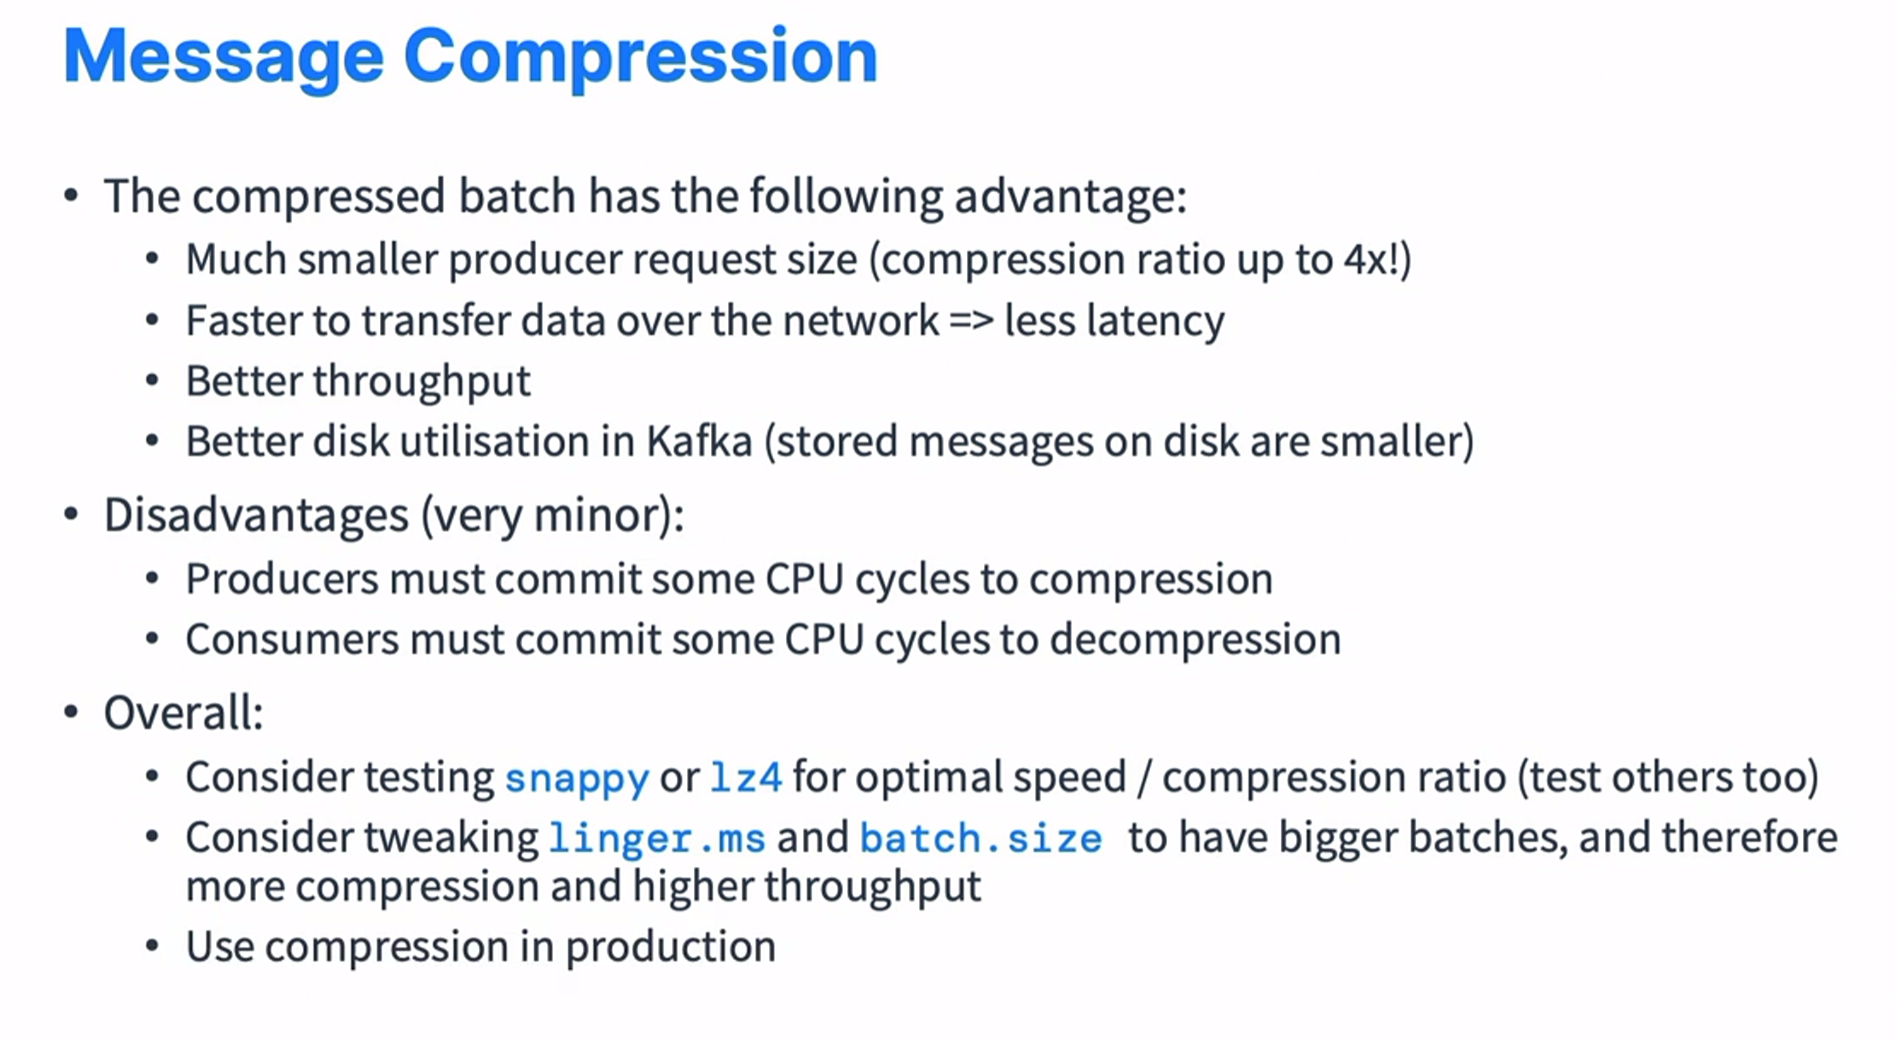 Message Compression
• The compressed batch has the following advantage:
• Much smaller producer request size (compression ratio up to 4x!)
• Faster to transfer data over the network => less latency
• Better throughput
• Better disk utilisation in Kafka (stored messages on disk are smaller)
• Disadvantages (very minor):
• Producers must commit some CPU cycles to compression
• Consumers must commit some CPU cycles to decompression
• Overall:
• Consider testing snappy or lz4 for optimal speed / compression ratio (test others too)
• Consider tweaking linger.ms and batch.size to have bigger batches, and therefore
more compression and higher throughput
• Use compression in production